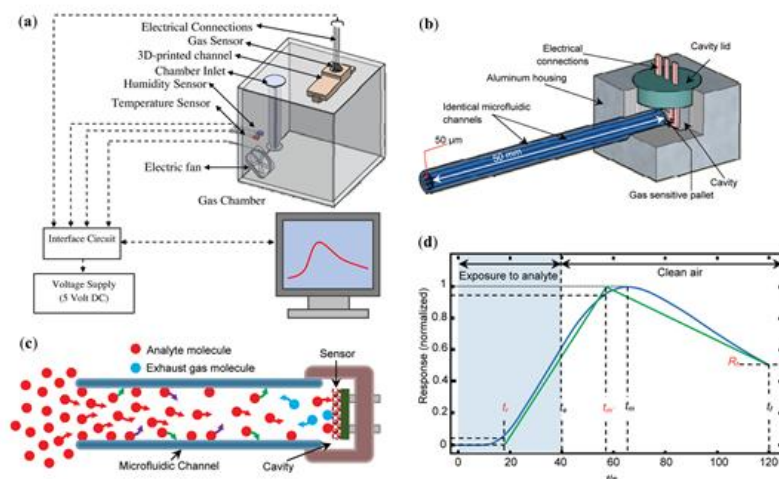 (a)
Electrical Connections
Gas Sensor
3D-printed channel
Chamber Inlet
Humidity Sensor
Temperature Sensor
Electric fan
Gas Chamber
Interface Circuit
Voltage Supply
(5 Volt DC)
(b)
Electrical
connections
Cavity lid
Aluminum housing
Identical microfluidic
channels
50 µm
50 mm
Cavity
Gas sensitive pallet
(c)
Analyte molecule
Exhaust gas molecule
Sensor
Microfluidic Channel
Cavity
(d)
Exposure to analyte
Clean air
Response (normalized)
1
0.8
0.6
0.4
0.2
0
0
20
40
60
80
100
120